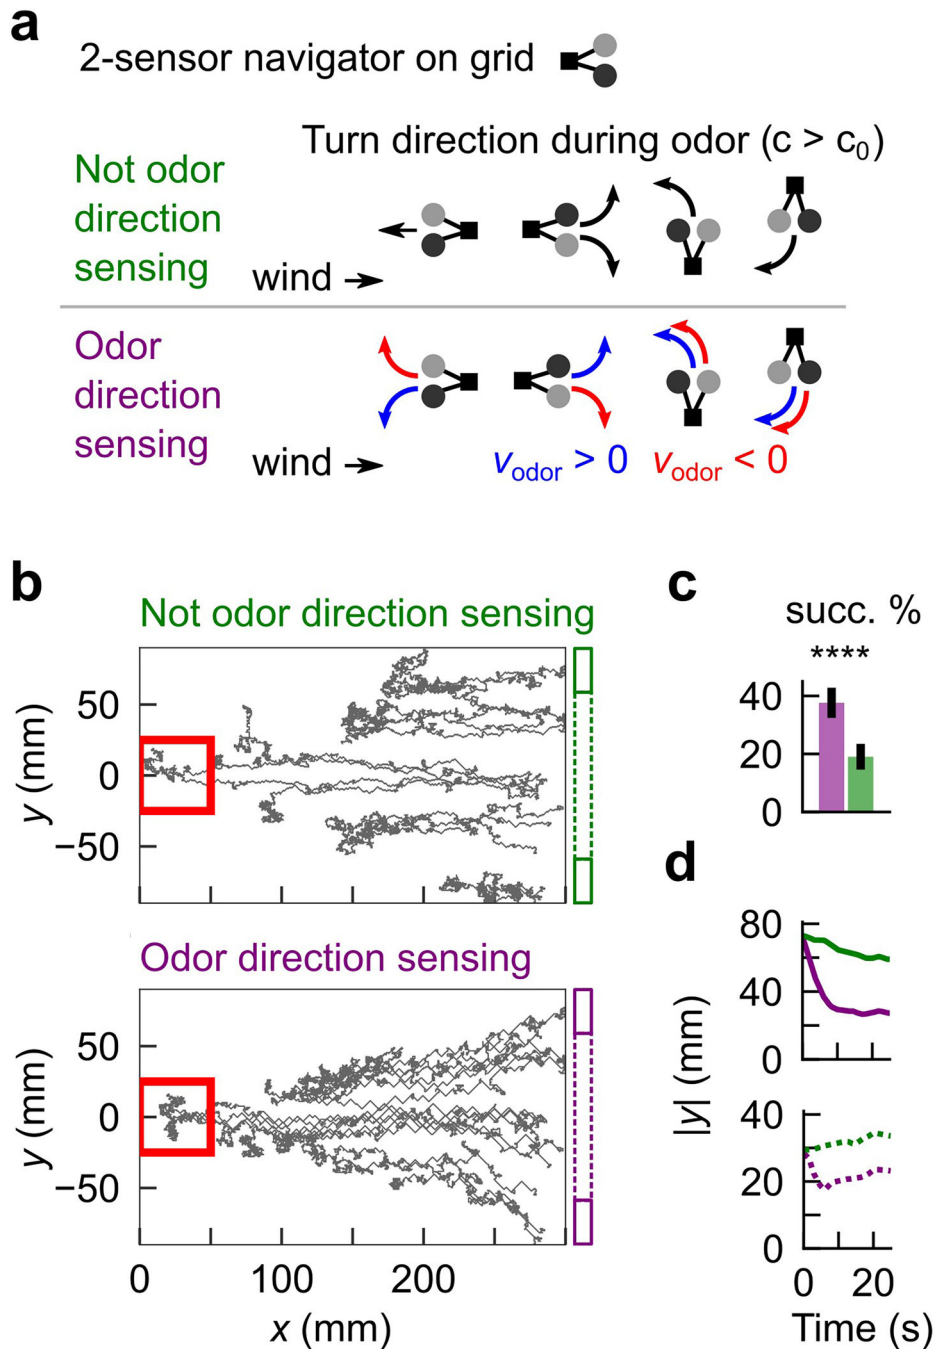 a
2-sensor navigator on grid
Turn direction during odor (c > c₀)
Not odor
direction
sensing
wind
Odor
direction
sensing
wind
v_odor > 0
v_odor < 0
b
Not odor direction sensing
y (mm)
50
0
−50
Odor direction sensing
y (mm)
50
0
−50
0
100
200
x (mm)
c
succ. %
****
40
20
0
d
|y| (mm)
80
40
0
40
20
0
0
20
Time (s)